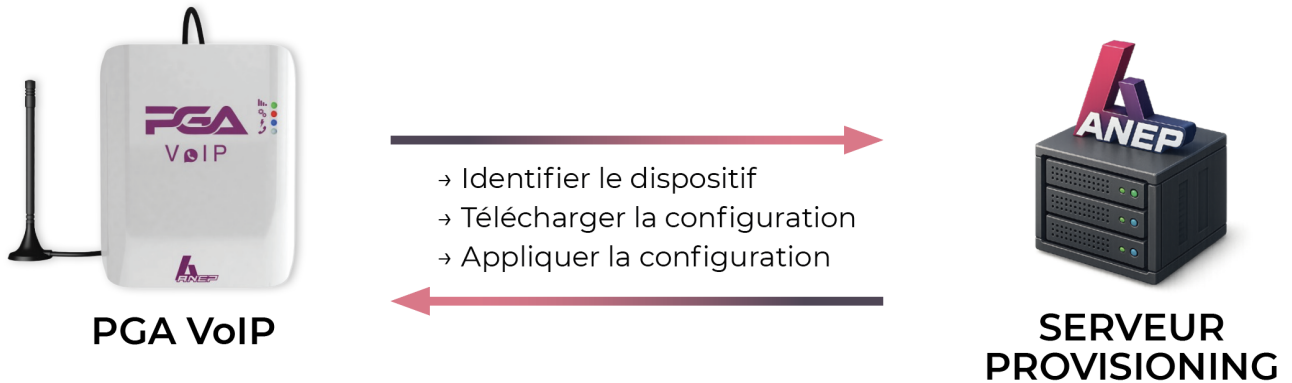 PGA
VoIP
ANEP
PGA VoIP
→ Identifier le dispositif
→ Télécharger la configuration
→ Appliquer la configuration
ANEP
SERVEUR
PROVISIONING